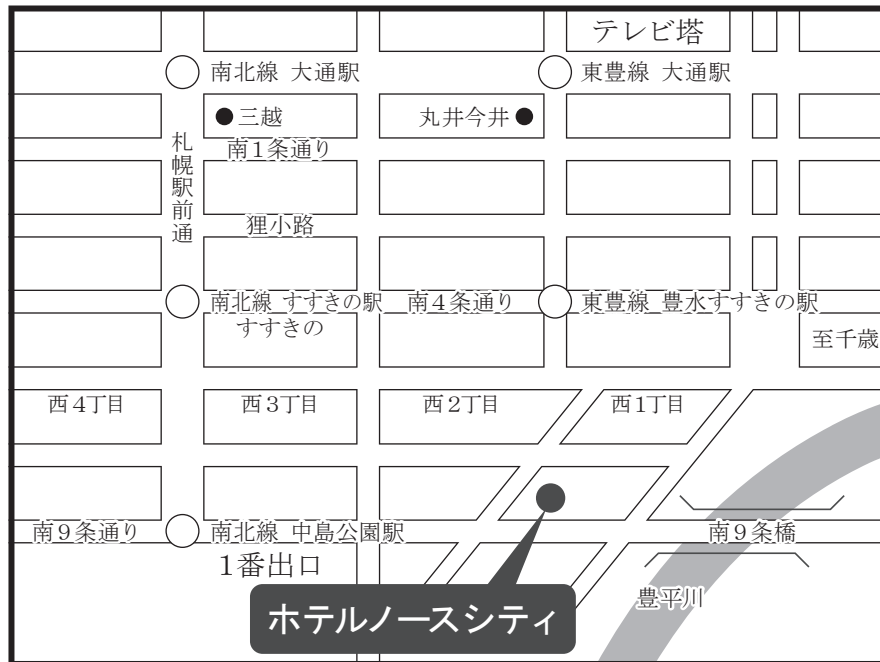 テレビ塔
南北線 大通駅
東豊線 大通駅
三越
丸井今井
南1条通り
札幌駅前通
狸小路
南北線 すすきの駅
南4条通り
東豊線 豊水すすきの駅
すすきの
至千歳
西4丁目
西3丁目
西2丁目
西1丁目
南9条通り
南北線 中島公園駅
南9条橋
1番出口
豊平川
ホテルノースシティ